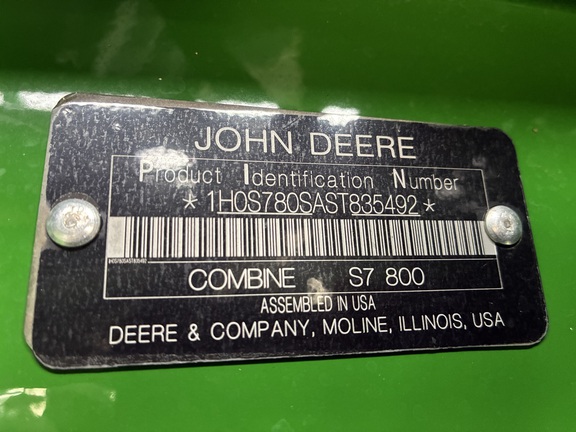 JOHN DEERE
Product Identification Number
*1H0S780SAST835492*
COMBINE S7 800
ASSEMBLED IN USA
DEERE & COMPANY, MOLINE, ILLINOIS, USA